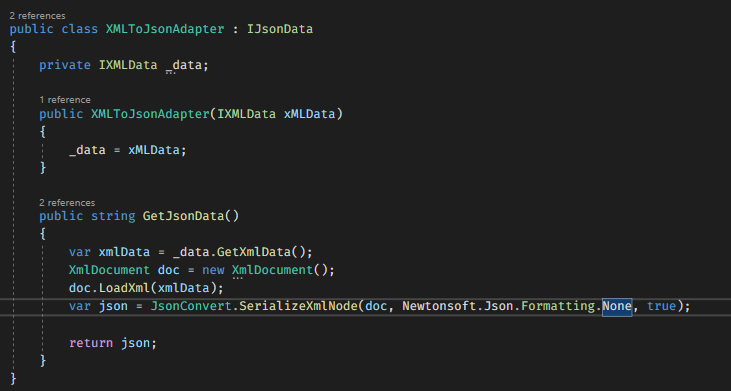 2 references
public class XMLToJsonAdapter : IJsonData
{
private IXMLData _data;
1 reference
public XMLToJsonAdapter(IXMLData xMLData)
{
_data = xMLData;
}
2 references
public string GetJsonData()
{
var xmlData = _data.GetXmlData();
XmlDocument doc = new XmlDocument();
doc.LoadXml(xmlData);
var json = JsonConvert.SerializeXmlNode(doc, Newtonsoft.Json.Formatting.None, true);
return json;
}
}